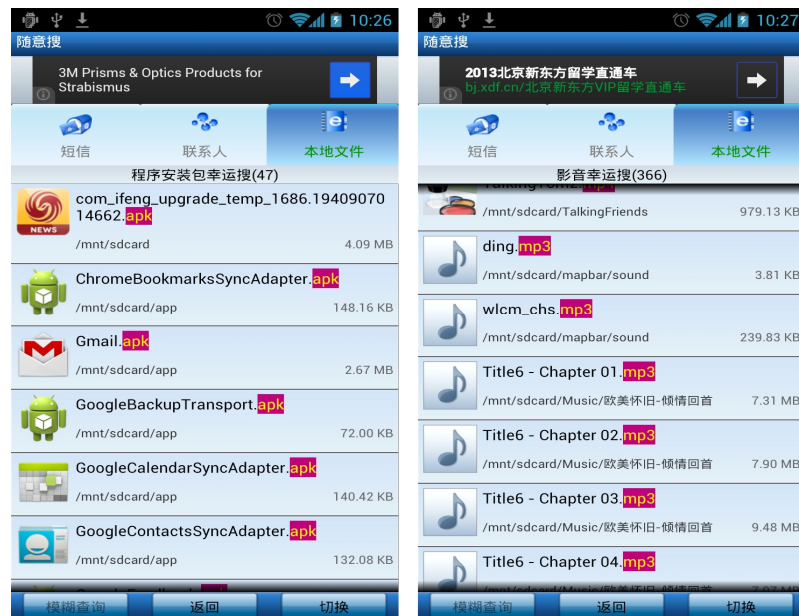 10:26
随意搜
3M Prisms & Optics Products for
Strabismus
短信
联系人
本地文件
程序安装包幸运搜(47)
com_ifeng_upgrade_temp_1686.19409070
14662.apk
NEWS
/mnt/sdcard
4.09 MB
ChromeBookmarksSyncAdapter.apk
/mnt/sdcard/app
148.16 KB
Gmail.apk
/mnt/sdcard/app
2.67 MB
GoogleBackupTransport.apk
/mnt/sdcard/app
72.00 KB
GoogleCalendarSyncAdapter.apk
/mnt/sdcard/app
140.42 KB
GoogleContactsSyncAdapter.apk
/mnt/sdcard/app
132.08 KB
模糊查询
返回
切换
10:27
随意搜
2013北京新东方留学直通车
bj.xdf.cn/北京新东方VIP留学直通车
短信
联系人
本地文件
影音幸运搜(366)
/mnt/sdcard/TalkingFriends
979.13 KB
ding.mp3
/mnt/sdcard/mapbar/sound
3.81 KB
wlcm_chs.mp3
/mnt/sdcard/mapbar/sound
239.83 KB
Title6 - Chapter 01.mp3
/mnt/sdcard/Music/欧美怀旧-倾情回首
7.31 MB
Title6 - Chapter 02.mp3
/mnt/sdcard/Music/欧美怀旧-倾情回首
7.90 MB
Title6 - Chapter 03.mp3
/mnt/sdcard/Music/欧美怀旧-倾情回首
9.48 MB
Title6 - Chapter 04.mp3
模糊查询
返回
切换